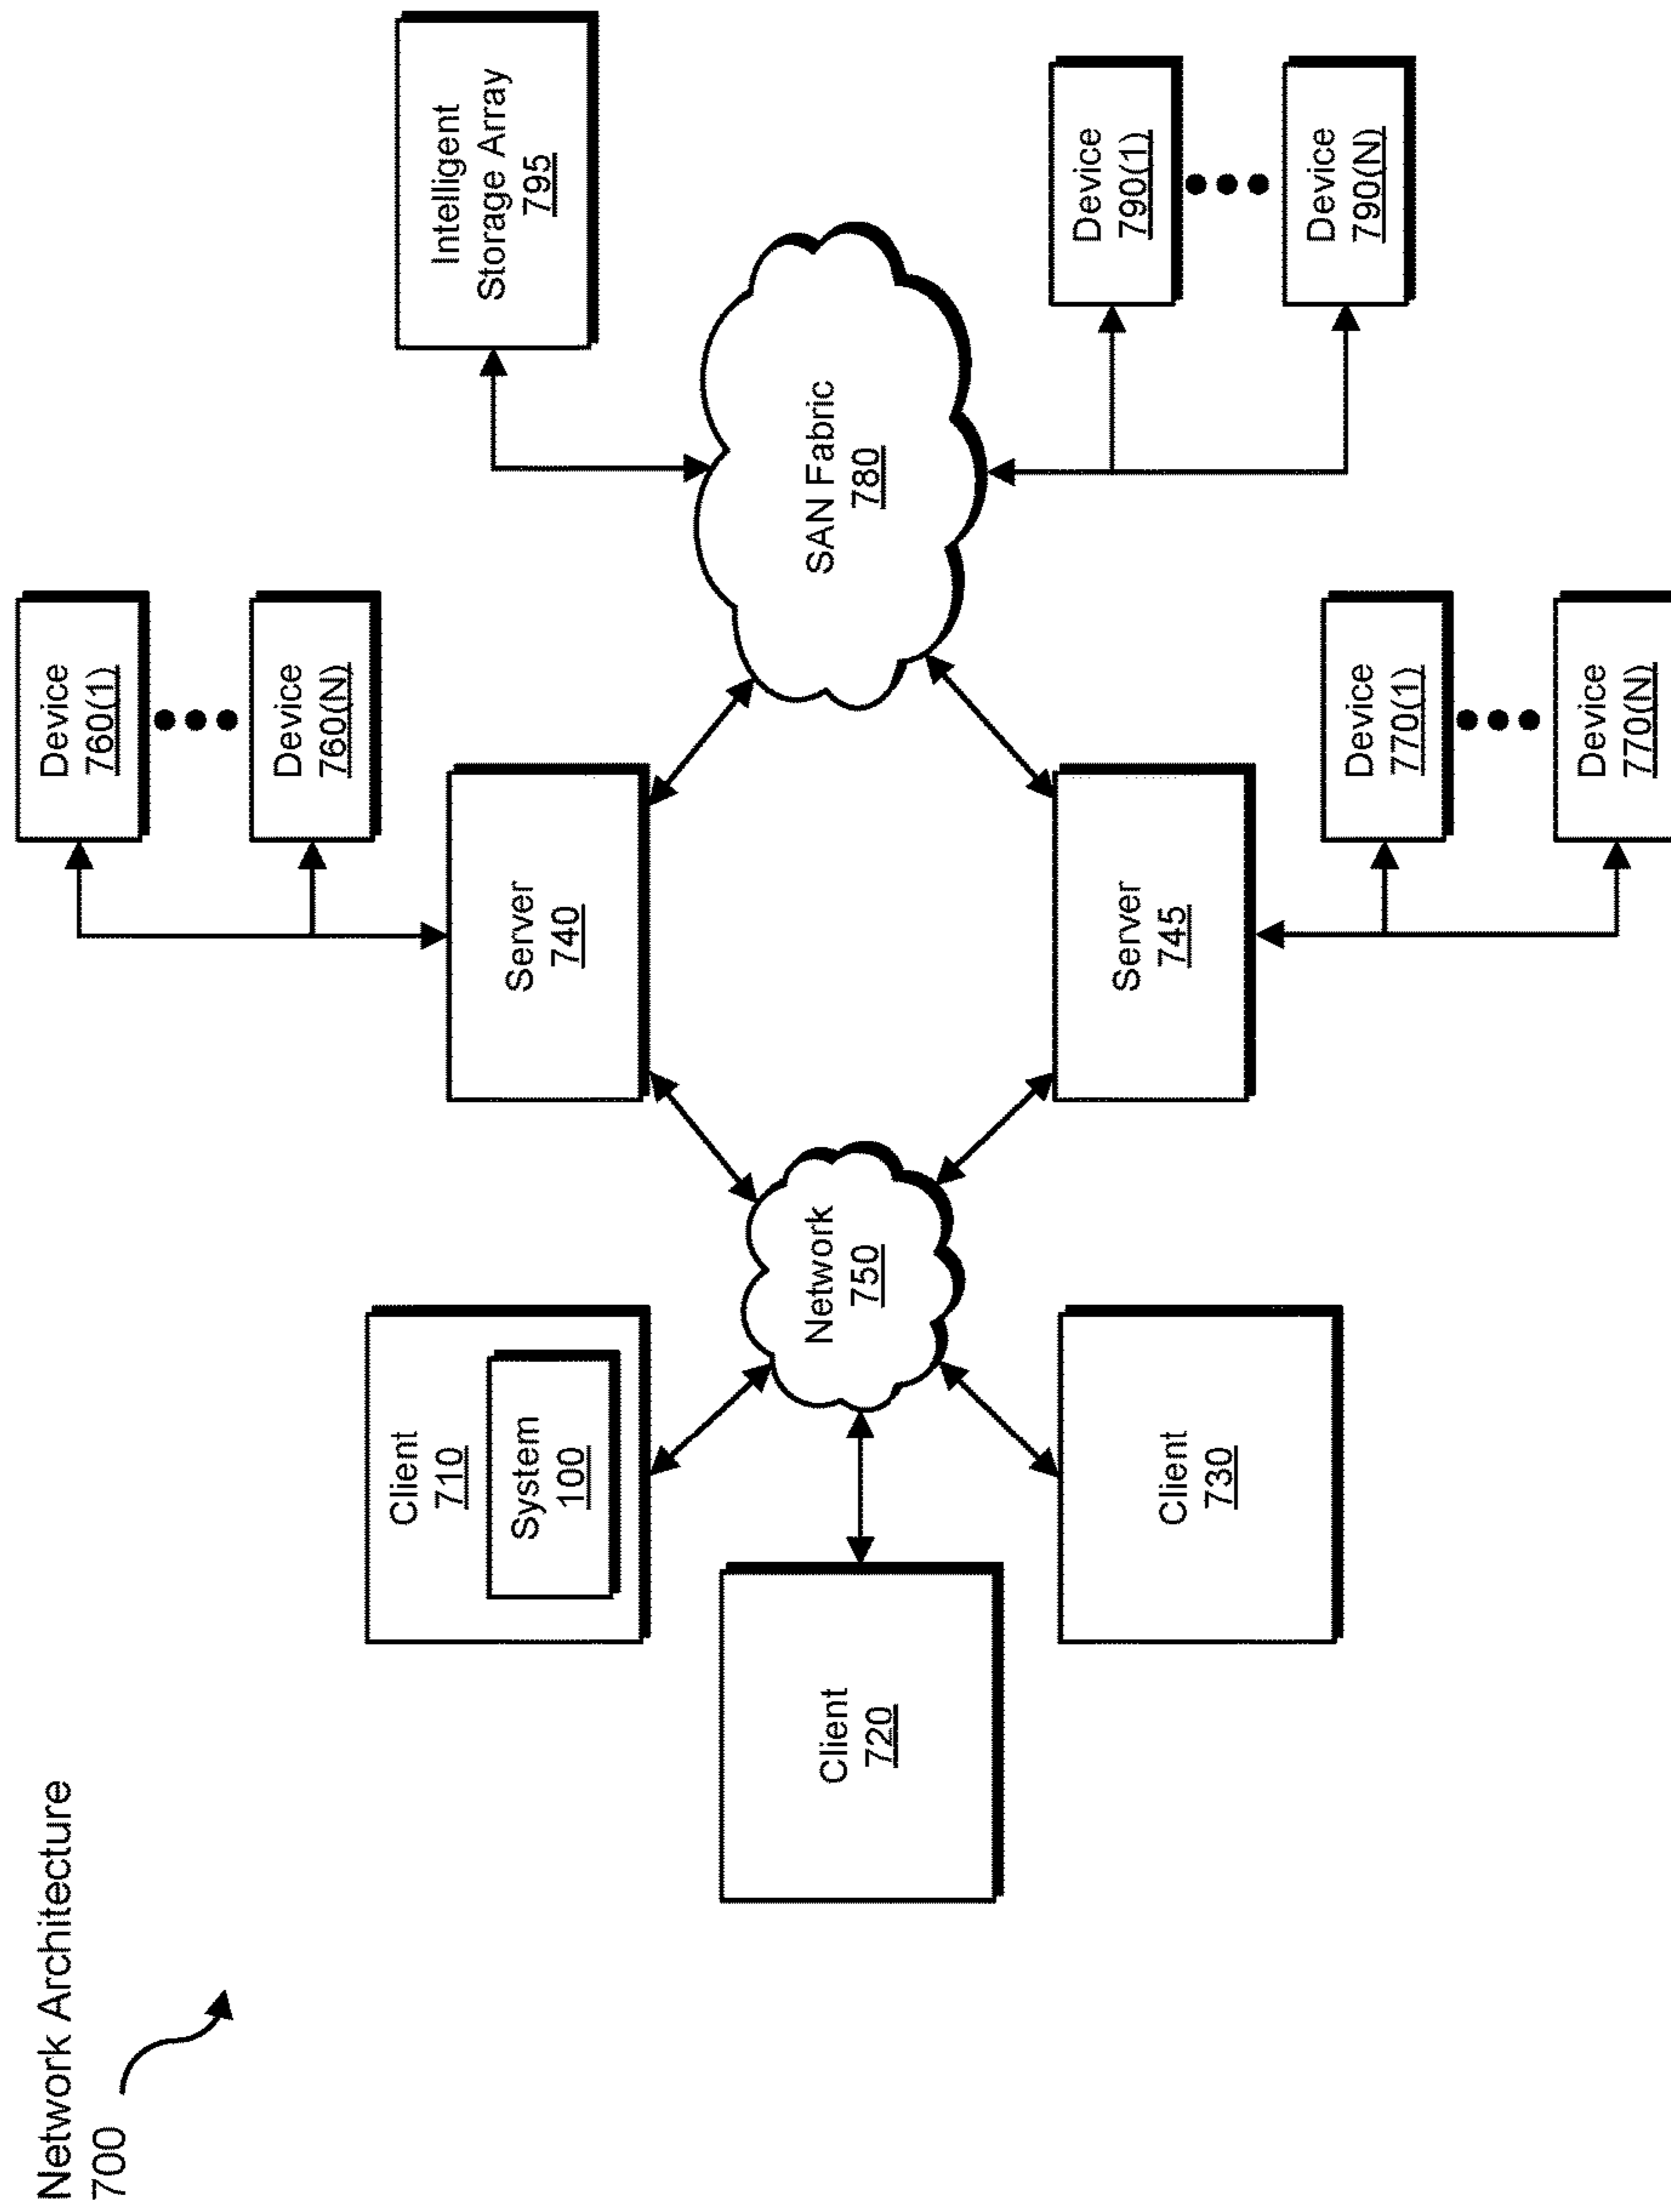 Network Architecture
700
Client
710
System
100
Client
720
Client
730
Network
750
Server
740
Server
745
Device
760(1)
Device
760(N)
Device
770(1)
Device
770(N)
SAN Fabric
780
Intelligent
Storage Array
795
Device
790(1)
Device
790(N)